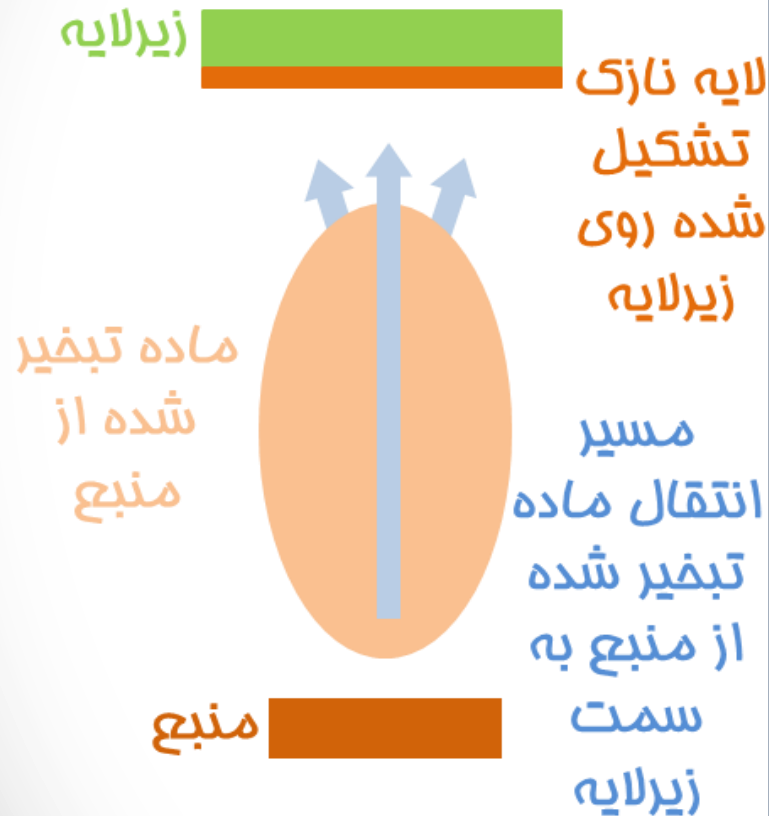 زیرلایه
لایه نازک
تشکیل
شده روی
زیرلایه
ماده تبخیر
شده از
منبع
مسیر
انتقال ماده
تبخیر شده
از منبع به
سمت
زیرلایه
منبع